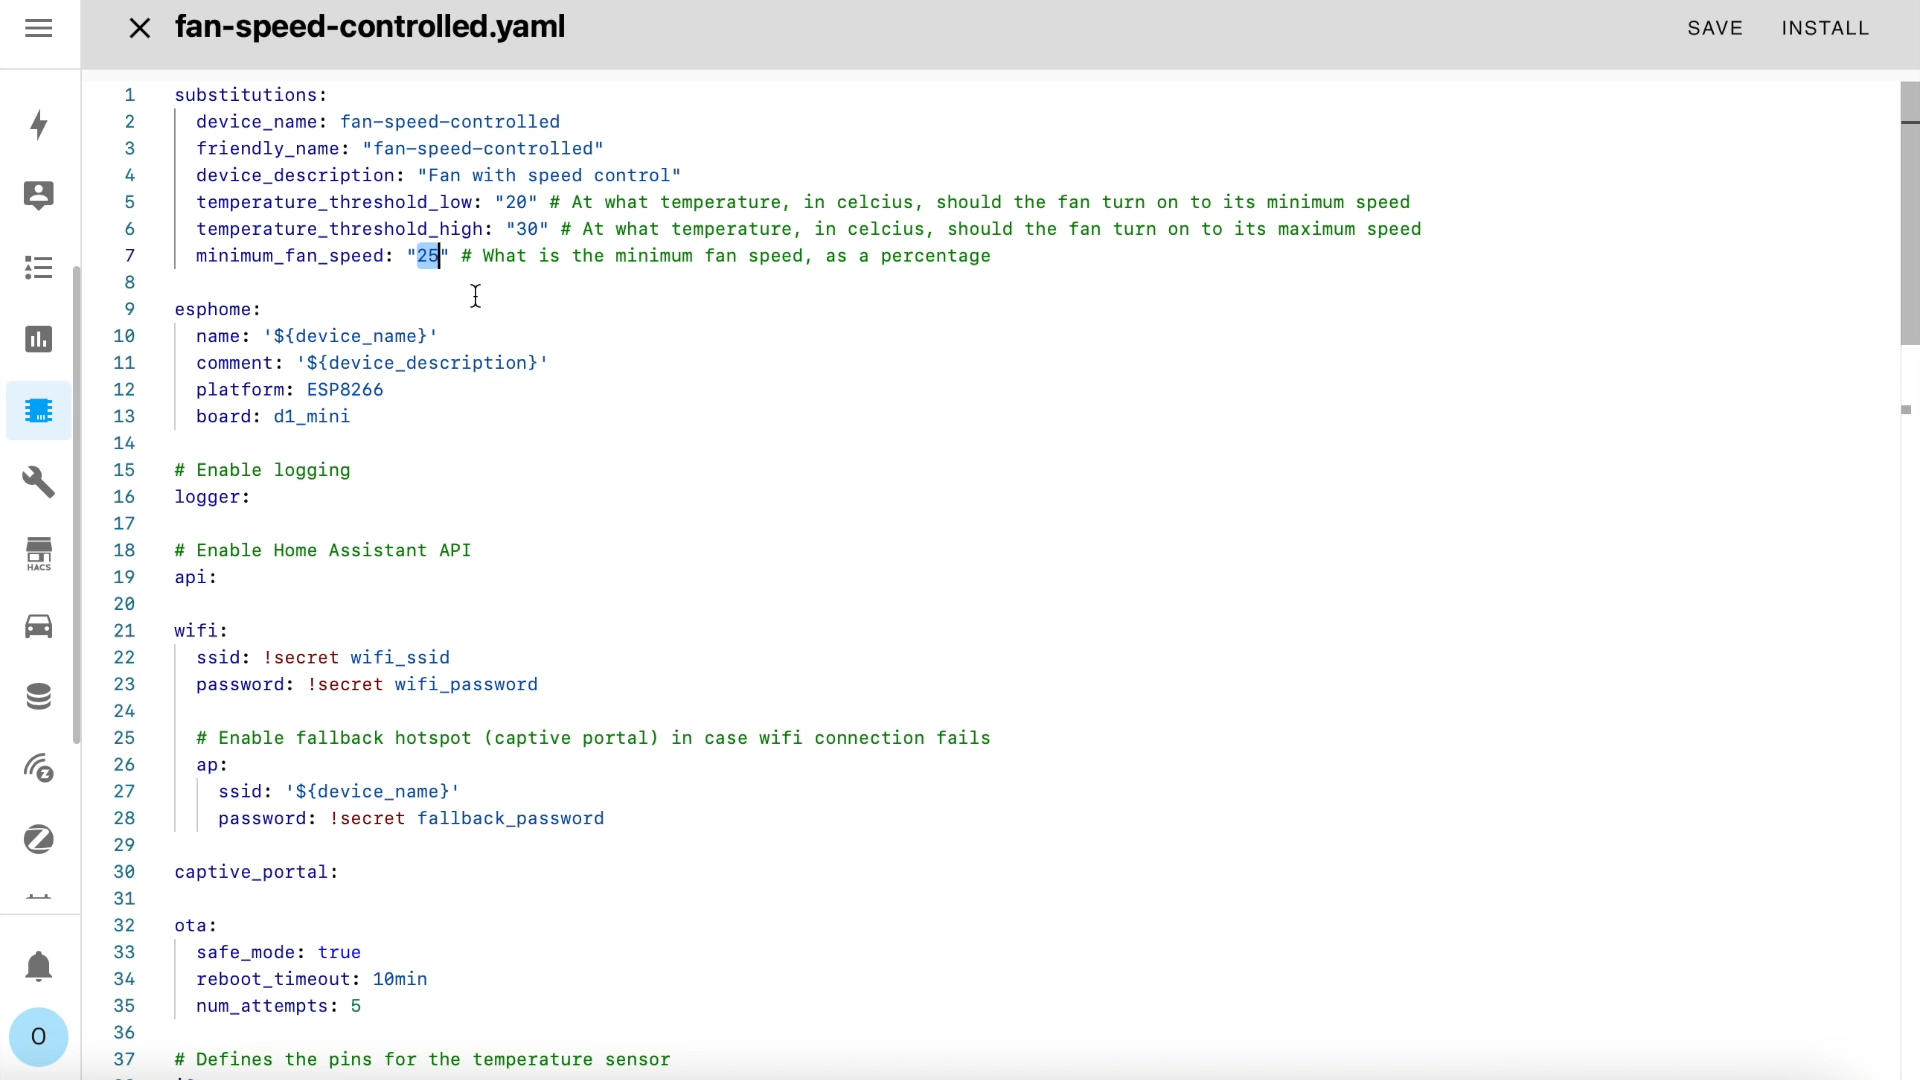 fan-speed-controlled.yaml
SAVE
INSTALL
1 substitutions:
2 device_name: fan-speed-controlled
3 friendly_name: "fan-speed-controlled"
4 device_description: "Fan with speed control"
5 temperature_threshold_low: "20" # At what temperature, in celcius, should the fan turn on to its minimum speed
6 temperature_threshold_high: "30" # At what temperature, in celcius, should the fan turn on to its maximum speed
7 minimum_fan_speed: "25" # What is the minimum fan speed, as a percentage
8
9 esphome:
10 name: '${device_name}'
11 comment: '${device_description}'
12 platform: ESP8266
13 board: d1_mini
14
15 # Enable logging
16 logger:
17
18 # Enable Home Assistant API
19 api:
20
21 wifi:
22 ssid: !secret wifi_ssid
23 password: !secret wifi_password
24
25 # Enable fallback hotspot (captive portal) in case wifi connection fails
26 ap:
27 ssid: '${device_name}'
28 password: !secret fallback_password
29
30 captive_portal:
31
32 ota:
33 safe_mode: true
34 reboot_timeout: 10min
35 num_attempts: 5
36
37 # Defines the pins for the temperature sensor
HACS
O